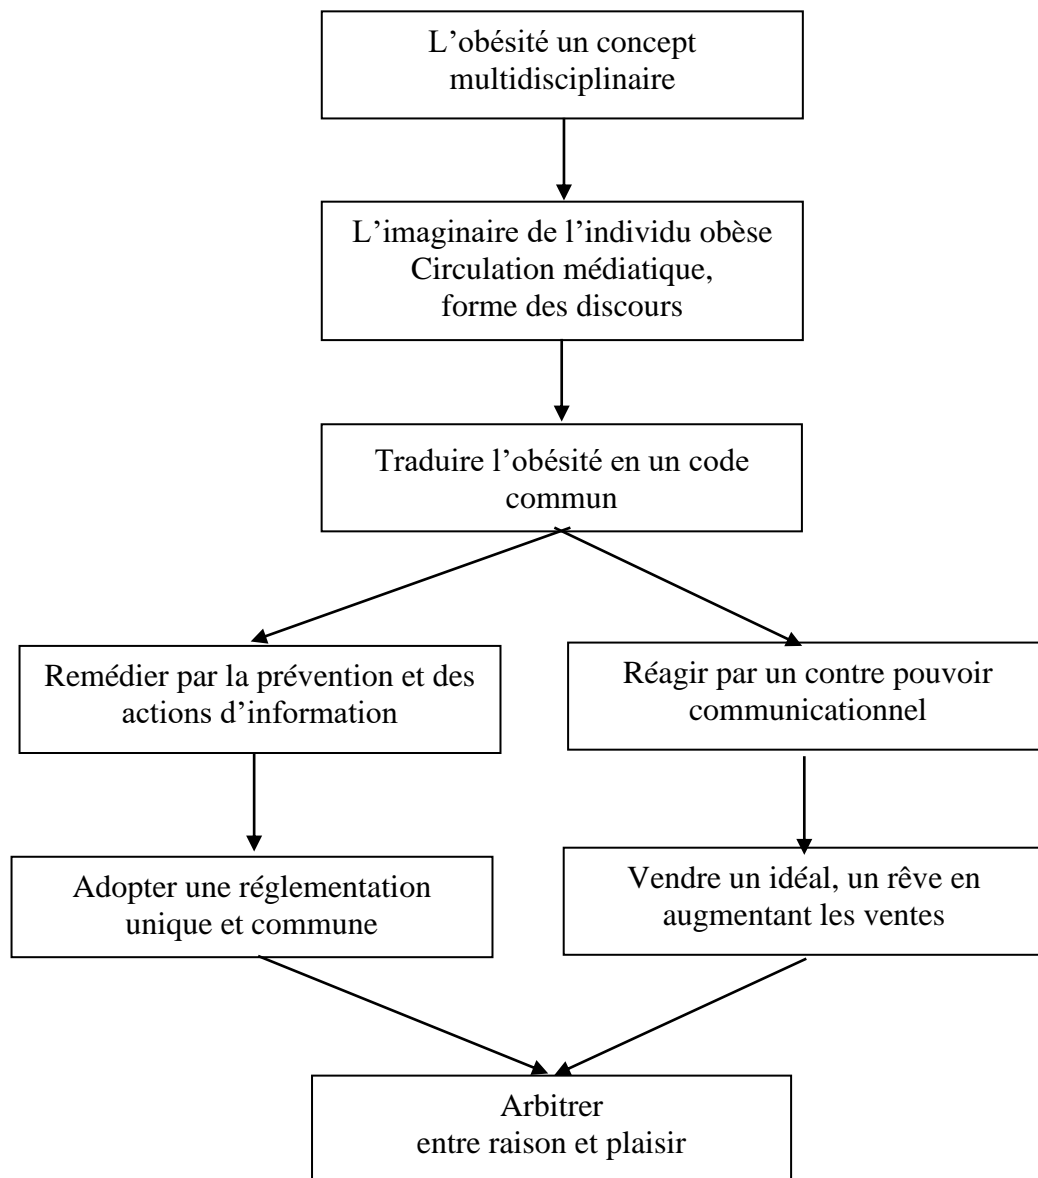 L’obésité un concept
multidisciplinaire
L’imaginaire de l’individu obèse
Circulation médiatique,
forme des discours
Traduire l’obésité en un code
commun
Remédier par la prévention et des
actions d’information
Réagir par un contre pouvoir
communicationnel
Adopter une réglementation
unique et commune
Vendre un idéal, un rêve en
augmentant les ventes
Arbitrer
entre raison et plaisir